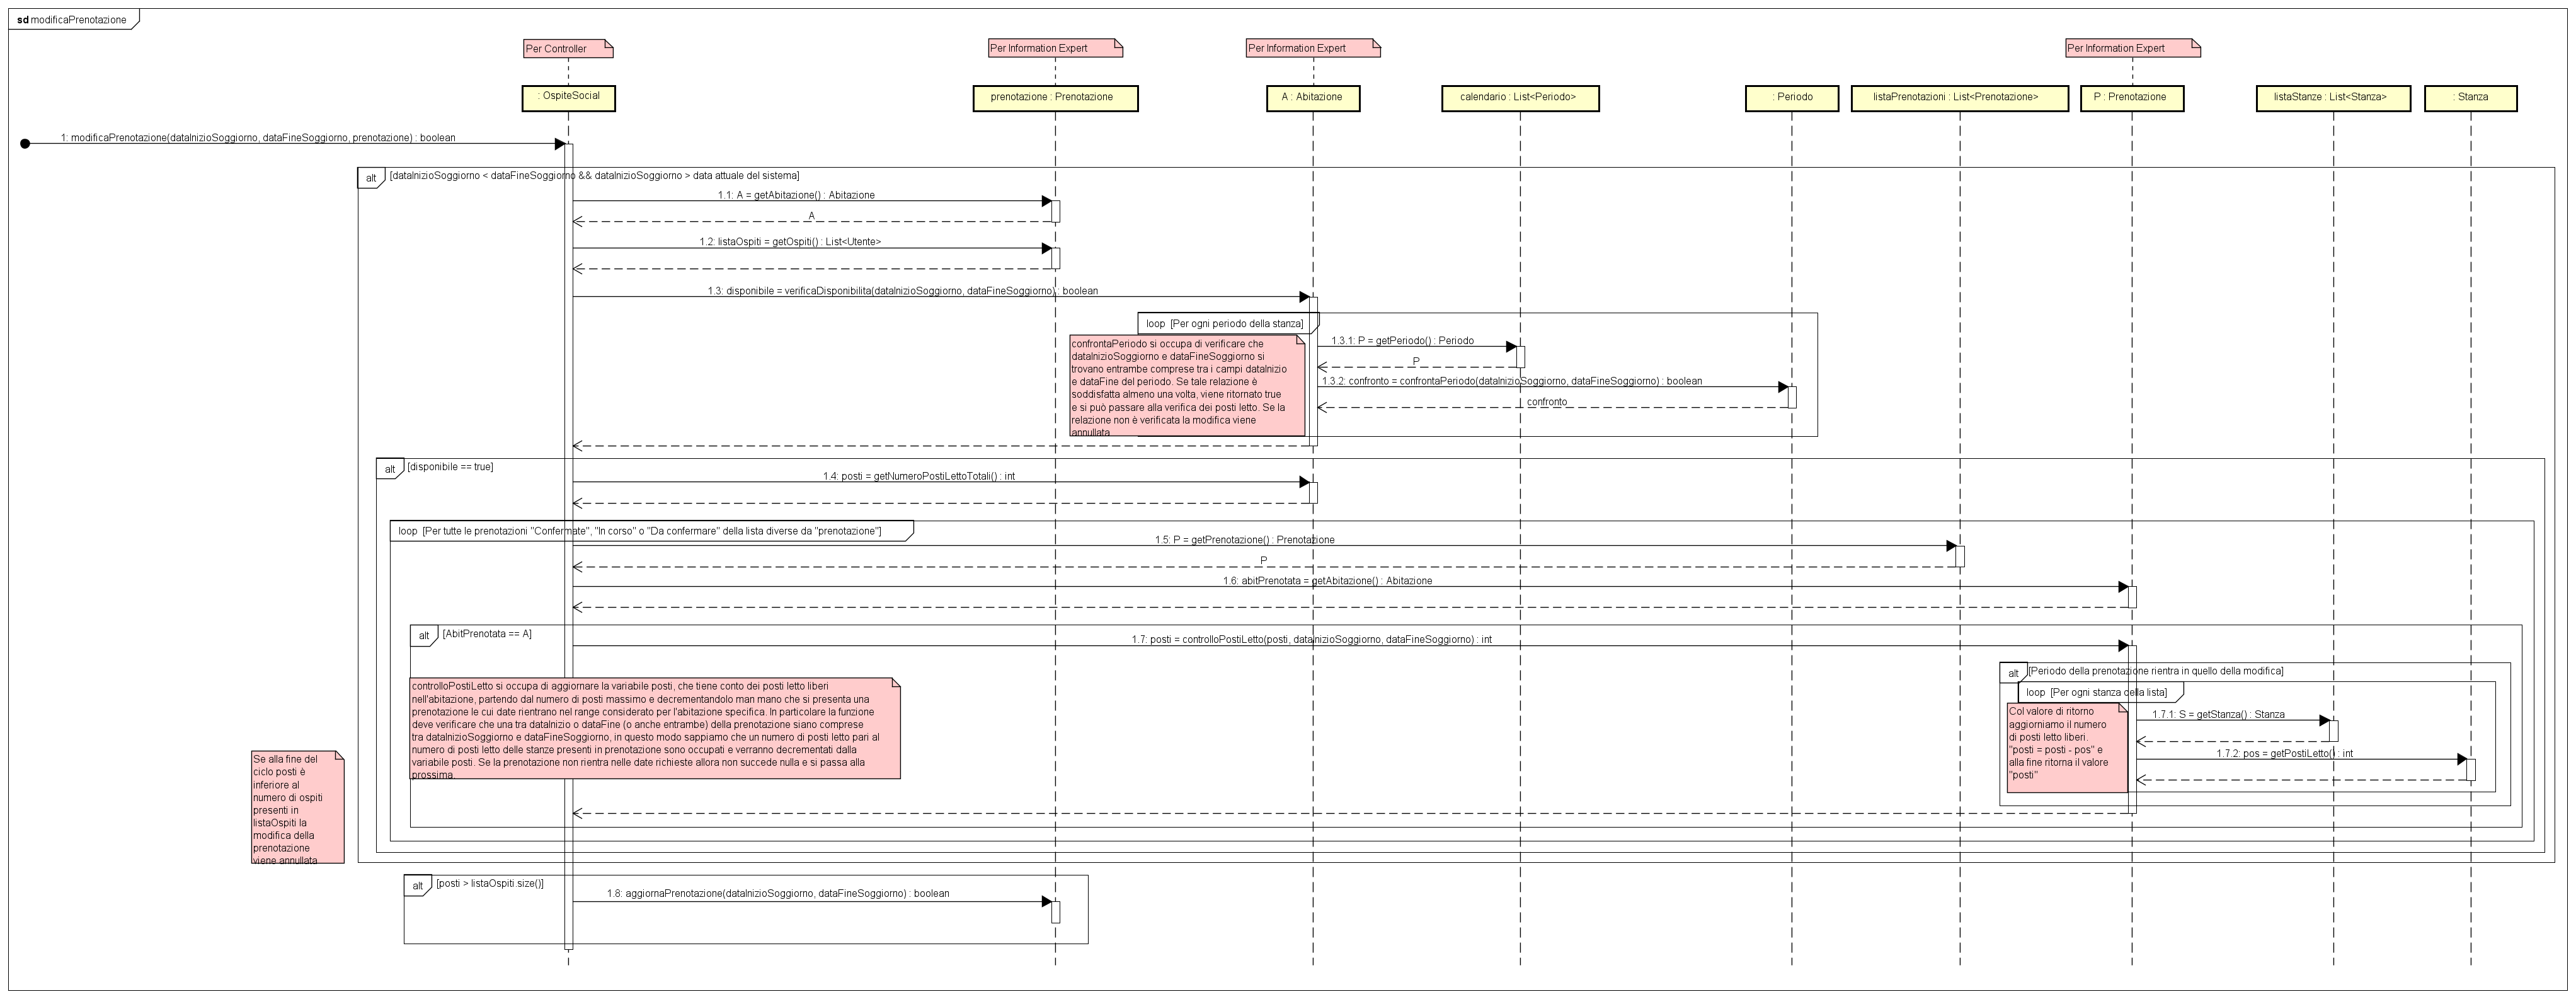 sd modificaPrenotazione
Per Controller
Per Information Expert
Per Information Expert
Per Information Expert
: OspiteSocial
prenotazione : Prenotazione
A : Abitazione
calendario : List<Periodo>
: Periodo
listaPrenotazioni : List<Prenotazione>
P : Prenotazione
listaStanze : List<Stanza>
: Stanza
1: modificaPrenotazione(dataInizioSoggiorno, dataFineSoggiorno, prenotazione) : boolean
alt [dataInizioSoggiorno < dataFineSoggiorno && dataInizioSoggiorno > data attuale del sistema]
1.1: A = getAbitazione() : Abitazione
A
1.2: listaOspiti = getOspiti() : List<Utente>
1.3: disponibile = verificaDisponibilita(dataInizioSoggiorno, dataFineSoggiorno) : boolean
loop [Per ogni periodo della stanza]
confrontaPeriodo si occupa di verificare che
dataInizioSoggiorno e dataFineSoggiorno si
trovano entrambe comprese tra i campi dataInizio
e dataFine del periodo. Se tale relazione è
soddisfatta almeno una volta, viene ritornato true
e si può passare alla verifica dei posti letto. Se la
relazione non è verificata la modifica viene
annullata
1.3.1: P = getPeriodo() : Periodo
P
1.3.2: confronto = confrontaPeriodo(dataInizioSoggiorno, dataFineSoggiorno) : boolean
confronto
alt [disponibile == true]
1.4: posti = getNumeroPostiLettoTotali() : int
loop [Per tutte le prenotazioni "Confermate", "In corso" o "Da confermare" della lista diverse da "prenotazione"]
1.5: P = getPrenotazione() : Prenotazione
P
1.6: abitPrenotata = getAbitazione() : Abitazione
alt [AbitPrenotata == A]
1.7: posti = controlloPostiLetto(posti, dataInizioSoggiorno, dataFineSoggiorno) : int
controlloPostiLetto si occupa di aggiornare la variabile posti, che tiene conto dei posti letto liberi
nell'abitazione, partendo dal numero di posti massimo e decrementandolo man mano che si presenta una
prenotazione le cui date rientrano nel range considerato per l'abitazione specifica. In particolare la funzione
deve verificare che una tra dataInizio o dataFine (o anche entrambe) della prenotazione siano comprese
tra dataInizioSoggiorno e dataFineSoggiorno, in questo modo sappiamo che un numero di posti letto pari al
numero di posti letto delle stanze presenti in prenotazione sono occupati e verranno decrementati dalla
variabile posti. Se la prenotazione non rientra nelle date richieste allora non succede nulla e si passa alla
prossima.
alt [Periodo della prenotazione rientra in quello della modifica]
loop [Per ogni stanza della lista]
Col valore di ritorno
aggiorniamo il numero
di posti letto liberi.
"posti = posti - pos" e
alla fine ritorna il valore
"posti"
1.7.1: S = getStanza() : Stanza
1.7.2: pos = getPostiLetto() : int
Se alla fine del
ciclo posti è
inferiore al
numero di ospiti
presenti in
listaOspiti la
modifica della
prenotazione
viene annullata
alt [posti > listaOspiti.size()]
1.8: aggiornaPrenotazione(dataInizioSoggiorno, dataFineSoggiorno) : boolean